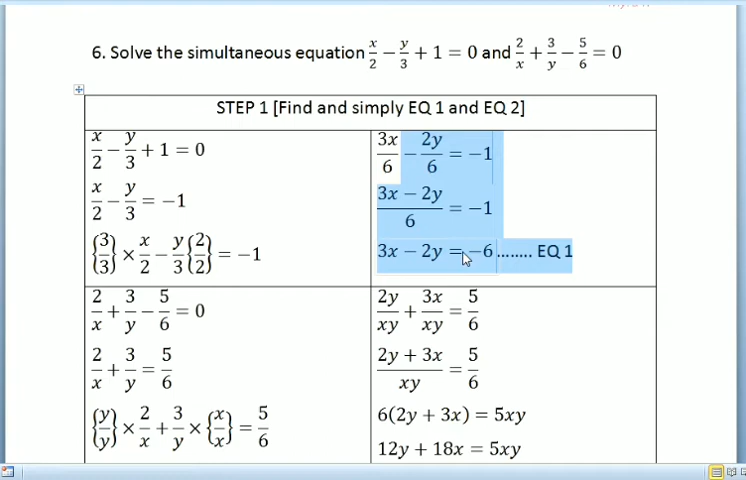 6. Solve the simultaneous equation x/2 − y/3 + 1 = 0 and 2/x + 3/y − 5/6 = 0
STEP 1 [Find and simply EQ 1 and EQ 2]
x/2 − y/3 + 1 = 0
x/2 − y/3 = −1
{3/3} × x/2 − y/3 {2/2} = −1
3x/6 − 2y/6 = −1
(3x − 2y)/6 = −1
3x − 2y = −6 ........ EQ 1
2/x + 3/y − 5/6 = 0
2/x + 3/y = 5/6
{y/y} × 2/x + 3/y × {x/x} = 5/6
2y/xy + 3x/xy = 5/6
(2y + 3x)/xy = 5/6
6(2y + 3x) = 5xy
12y + 18x = 5xy